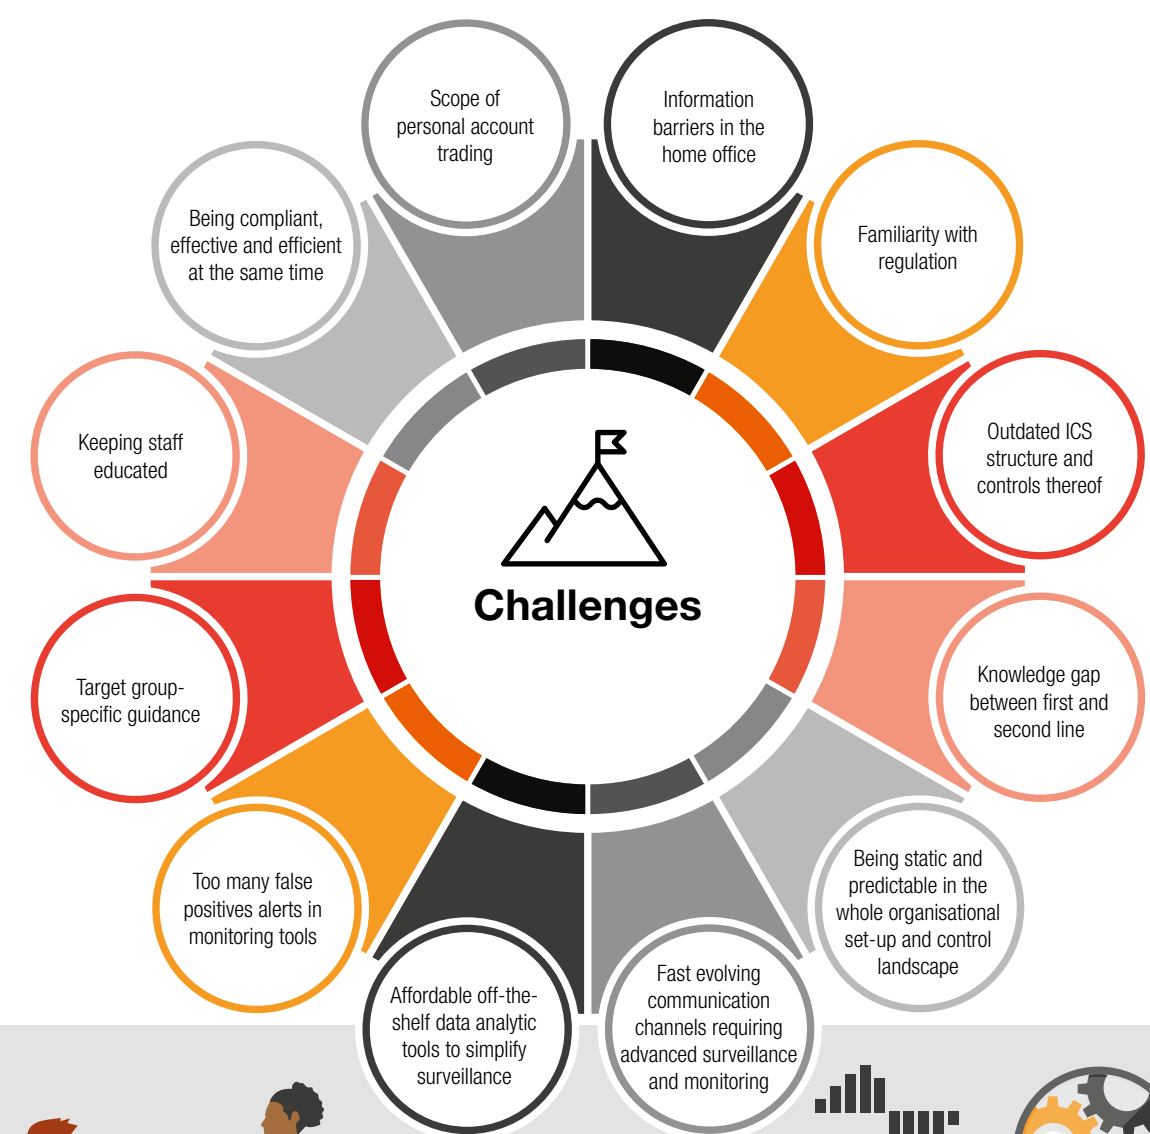 Scope of
personal account
trading
Information
barriers in the
home office
Familiarity with
regulation
Outdated ICS
structure and
controls thereof
Knowledge gap
between first and
second line
Being static and
predictable in the
whole organisational
set-up and control
landscape
Fast evolving
communication
channels requiring
advanced surveillance
and monitoring
Affordable off-the-
shelf data analytic
tools to simplify
surveillance
Too many false
positives alerts in
monitoring tools
Target group-
specific guidance
Keeping staff
educated
Being compliant,
effective and efficient
at the same time
Challenges